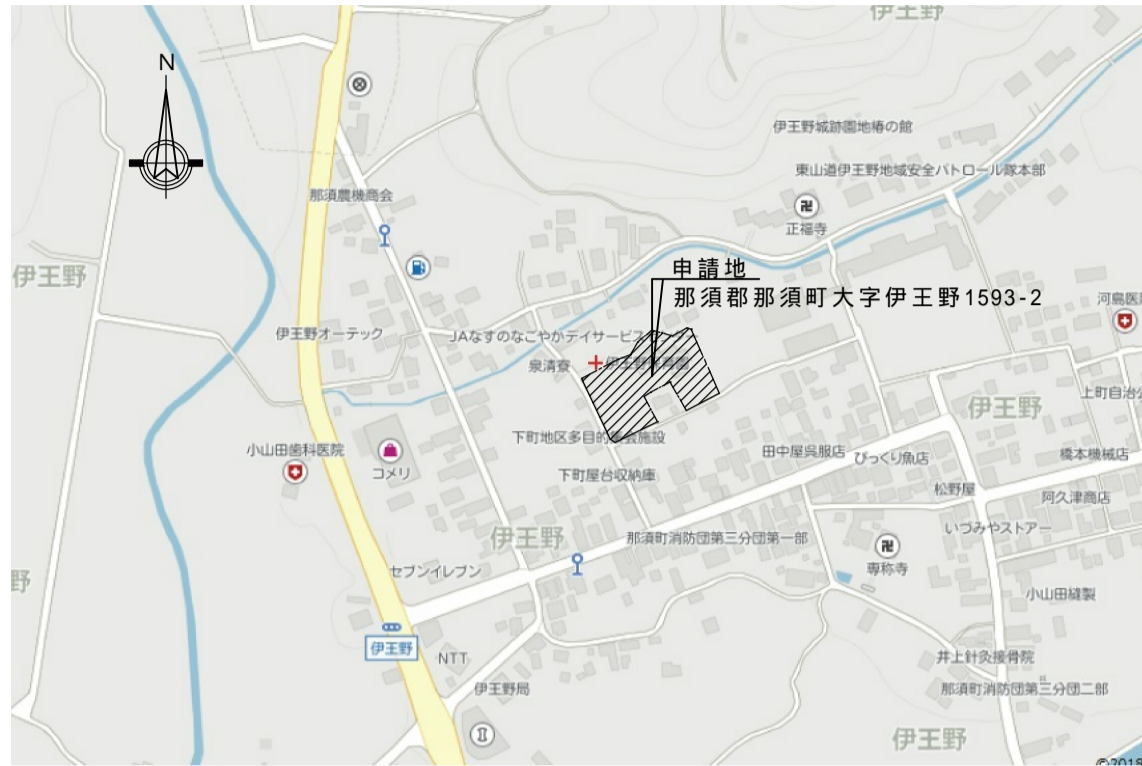 伊王野
N
伊王野城跡園地椿の館
東山道伊王野地域安全パトロール隊本部
那須農機商会
正福寺
申請地
那須郡那須町大字伊王野1593-2
伊王野
河島医
伊王野オーテック
JAなすのなごやかデイサービス
泉清寮
上町自治公
伊王野
下町地区多目的集会施設
小山田歯科医院
コメリ
田中屋呉服店
びっくり魚店
橋本機械店
下町屋台収納庫
松野屋
阿久津商店
いづみやストアー
伊王野
那須町消防団第三分団第一部
セブンイレブン
専称寺
野
小山田縫製
伊王野
NTT
井上針灸接骨院
伊王野局
那須町消防団第三分団二部
伊王野
©2018